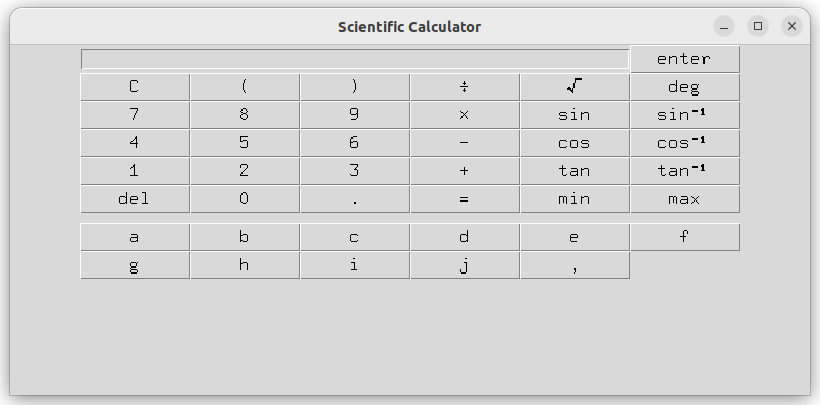 Scientific Calculator
enter
C ( ) ÷ √ deg
7 8 9 x sin sin⁻¹
4 5 6 - cos cos⁻¹
1 2 3 + tan tan⁻¹
del 0 . = min max
a b c d e f
g h i j ,